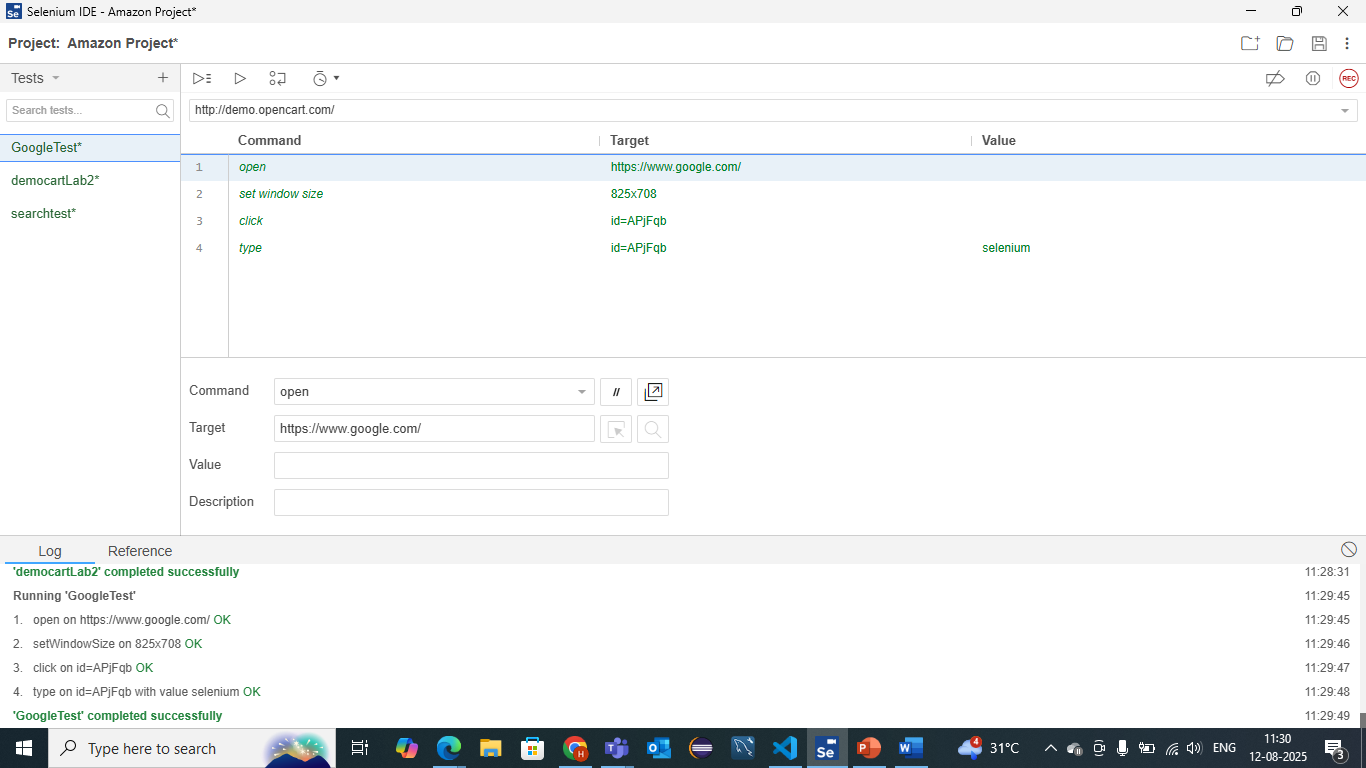 Selenium IDE - Amazon Project*
Project: Amazon Project*
Tests
REC
Search tests...
http://demo.opencart.com/
Command Target Value
GoogleTest*
democartLab2*
searchtest*
1 open https://www.google.com/
2 set window size 825x708
3 click id=APjFqb
4 type id=APjFqb selenium
Command open //
Target https://www.google.com/
Value
Description
Log Reference
'democartLab2' completed successfully 11:28:31
Running 'GoogleTest' 11:29:45
1. open on https://www.google.com/ OK 11:29:45
2. setWindowSize on 825x708 OK 11:29:46
3. click on id=APjFqb OK 11:29:47
4. type on id=APjFqb with value selenium OK 11:29:48
'GoogleTest' completed successfully 11:29:49
Type here to search
Se
4 31°C ENG
11:30
12-08-2025
3